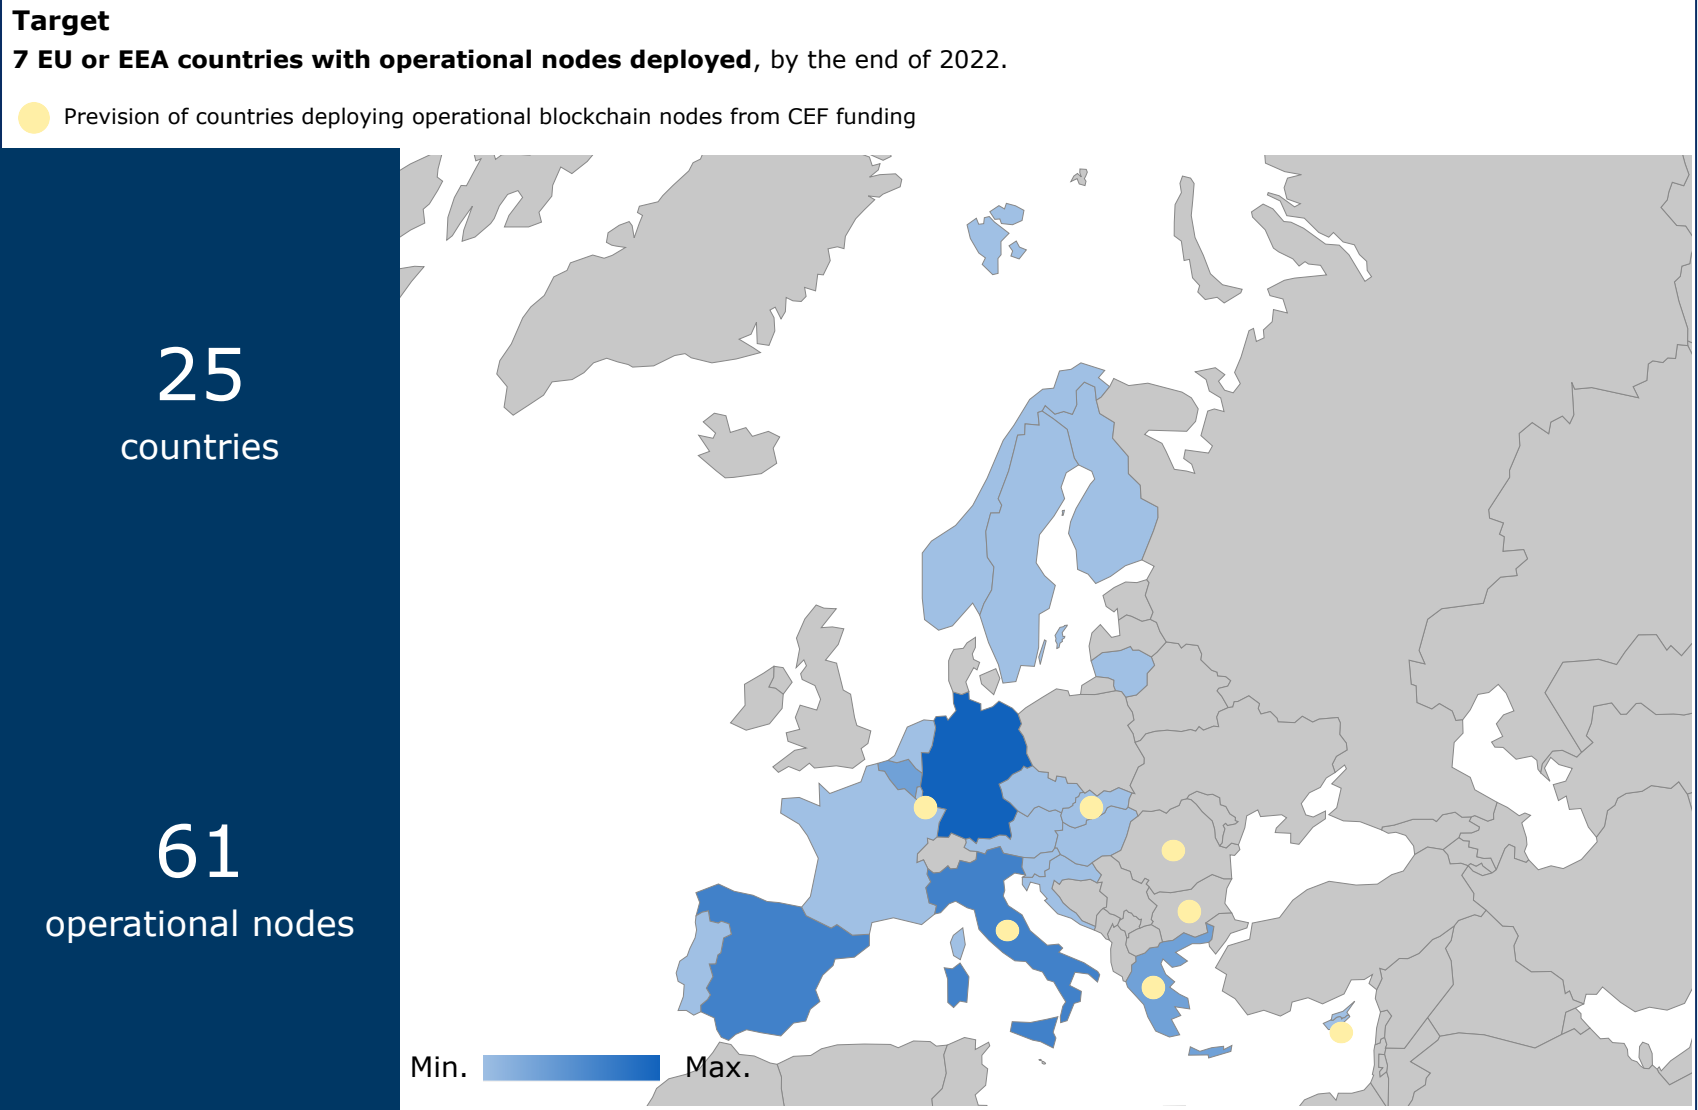 Target
7 EU or EEA countries with operational nodes deployed, by the end of 2022.
Prevision of countries deploying operational blockchain nodes from CEF funding
25
countries
61
operational nodes
Min. Max.